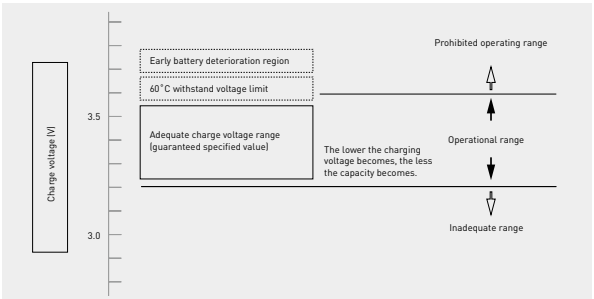 Charge voltage (V)
3.5
3.0
Early battery deterioration region
60˚C withstand voltage limit
Adequate charge voltage range
(guaranteed specified value)
The lower the charging
voltage becomes, the less
the capacity becomes.
Prohibited operating range
Operational range
Inadequate range